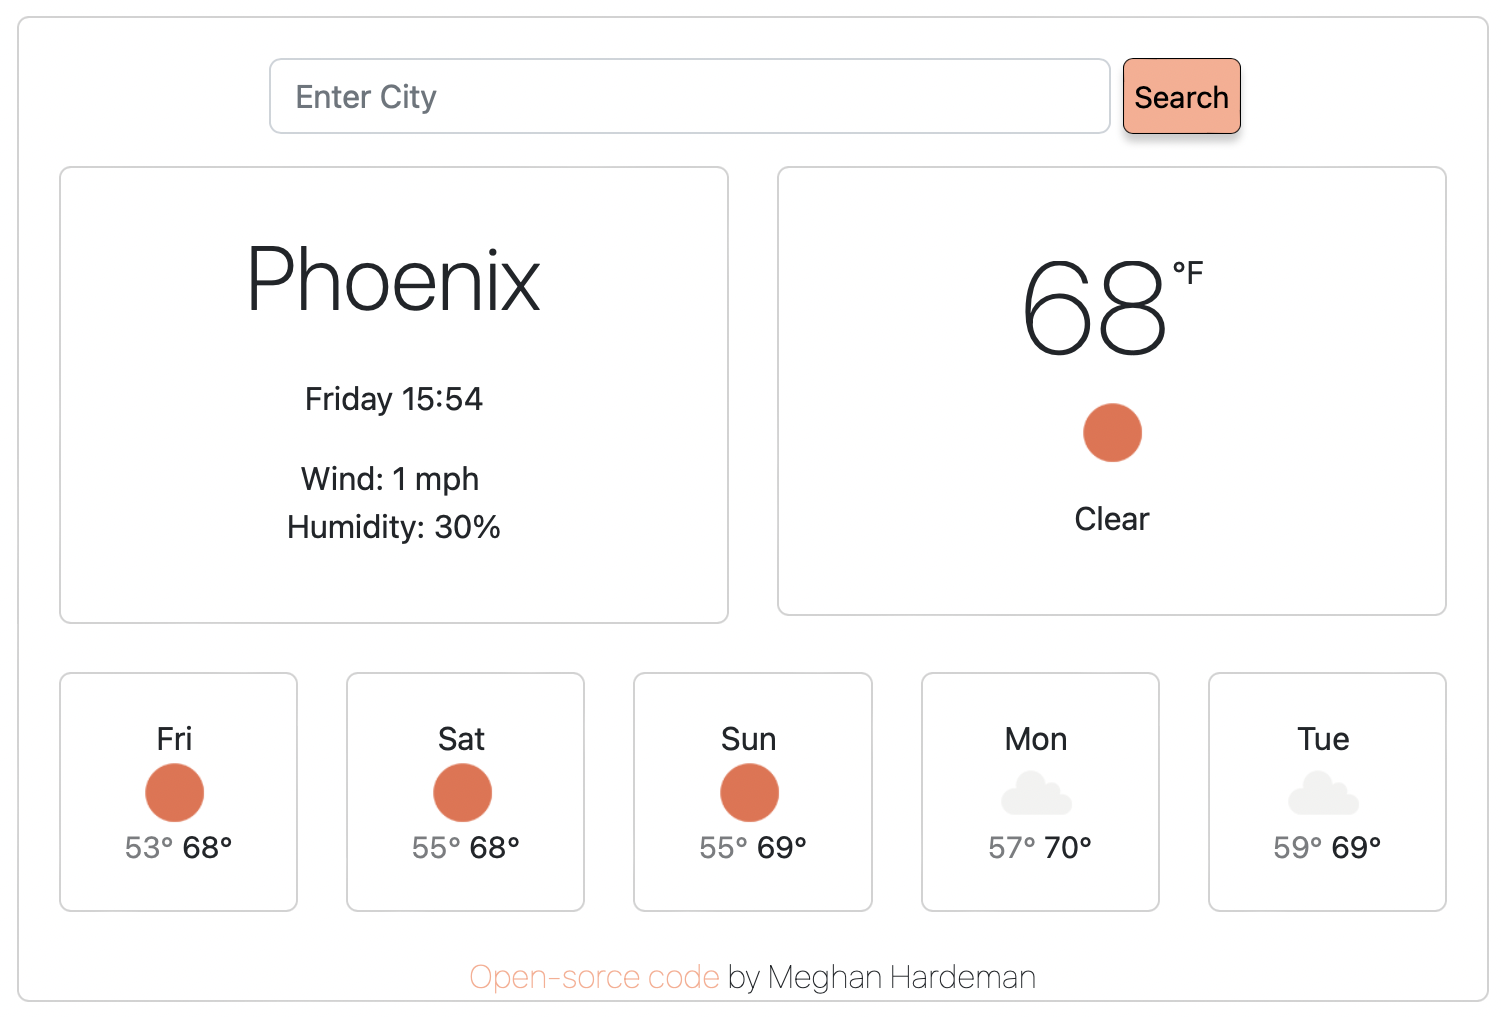 Enter City
Search
Phoenix
Friday 15:54
Wind: 1 mph
Humidity: 30%
68 °F
Clear
Fri
53° 68°
Sat
55° 68°
Sun
55° 69°
Mon
57° 70°
Tue
59° 69°
Open-sorce code by Meghan Hardeman